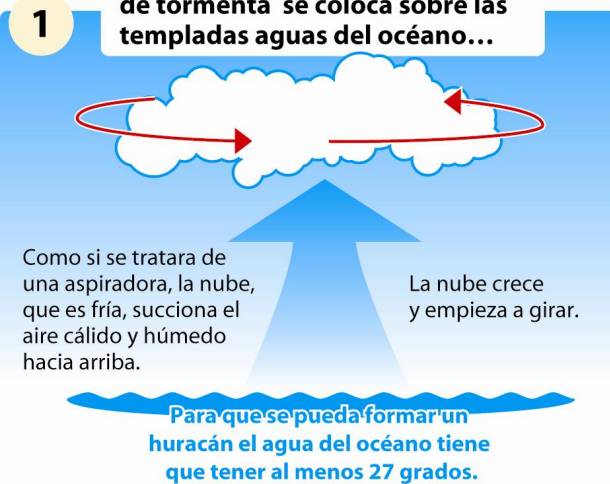 1
de tormenta se coloca sobre las
templadas aguas del océano...
Como si se tratara de
una aspiradora, la nube,
que es fría, succiona el
aire cálido y húmedo
hacia arriba.
La nube crece
y empieza a girar.
Para que se pueda formar un
huracán el agua del océano tiene
que tener al menos 27 grados.